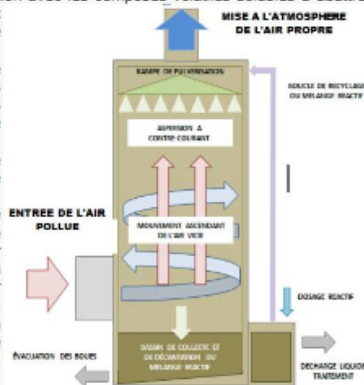 MISE A L'ATMOSPHERE
DE L'AIR PROPRE
RAMPE DE PULVERISATION
BOUCLE DE RECYCLAGE
DU MELANGE REACTIF
ASPERSION A
CONTRE-COURANT
ENTREE DE L'AIR
POLLUE
MOUVEMENT ASCENDANT
DE L'AIR VICIE
DOSAGE REACTIF
BASSIN DE COLLECTE ET
DE DÉCANTATION DU
MELANGE REACTIF
ÉVACUATION DES BOUES
DECHARGE LIQUIDE
TRAITEMENT